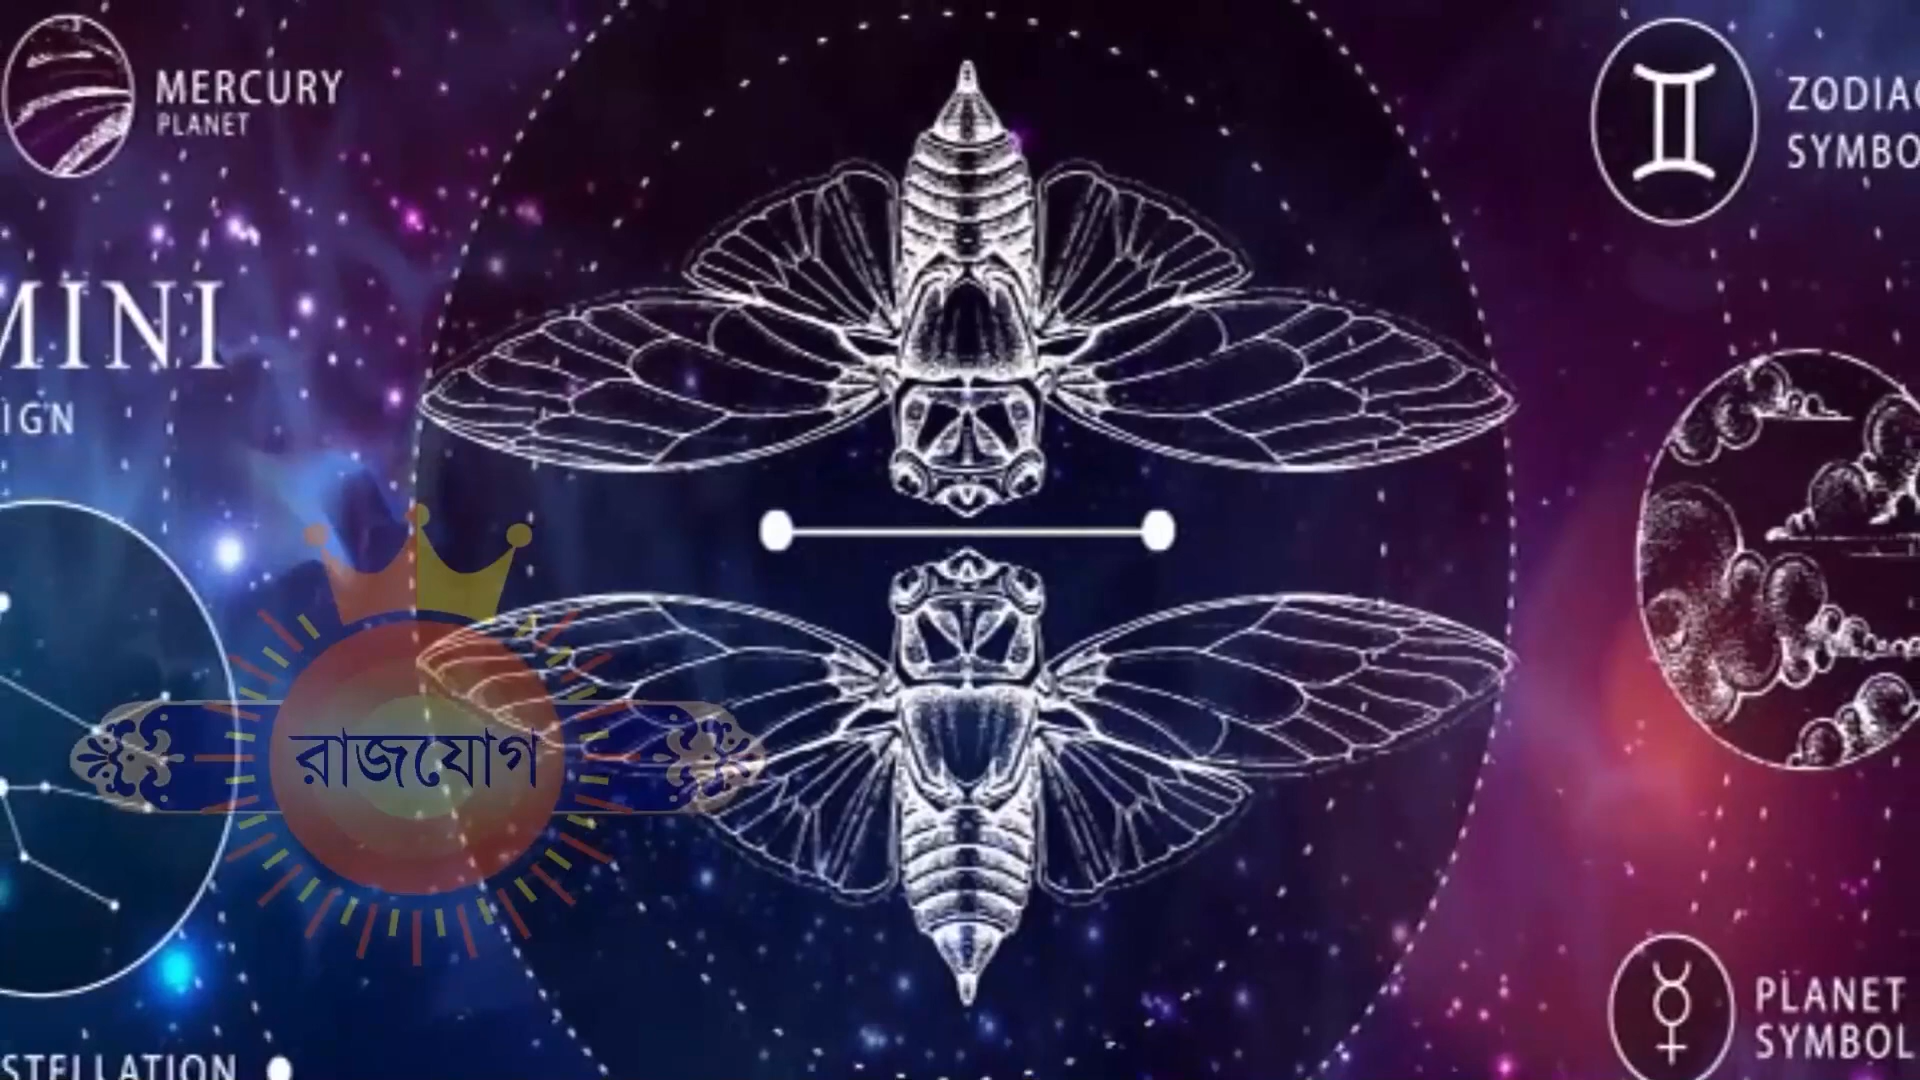 MERCURY
PLANET
MINI
IGN
রাজযোগ
STELLATION
ZODIAC
SYMBO
PLANET
SYMBOL